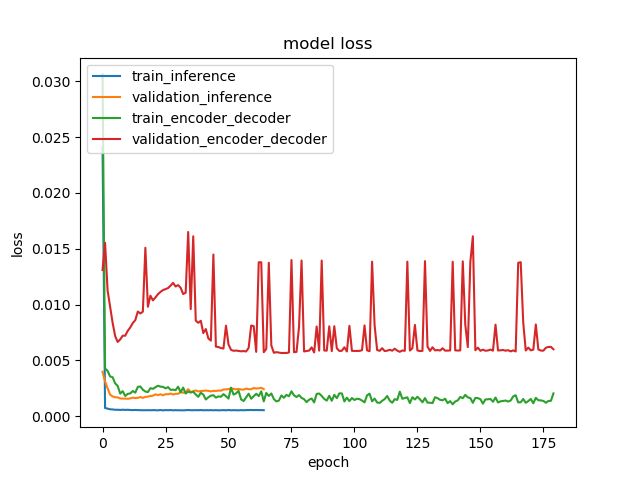 model loss
train_inference
validation_inference
train_encoder_decoder
validation_encoder_decoder
0.030
0.025
0.020
0.015
0.010
0.005
0.000
loss
0 25 50 75 100 125 150 175
epoch